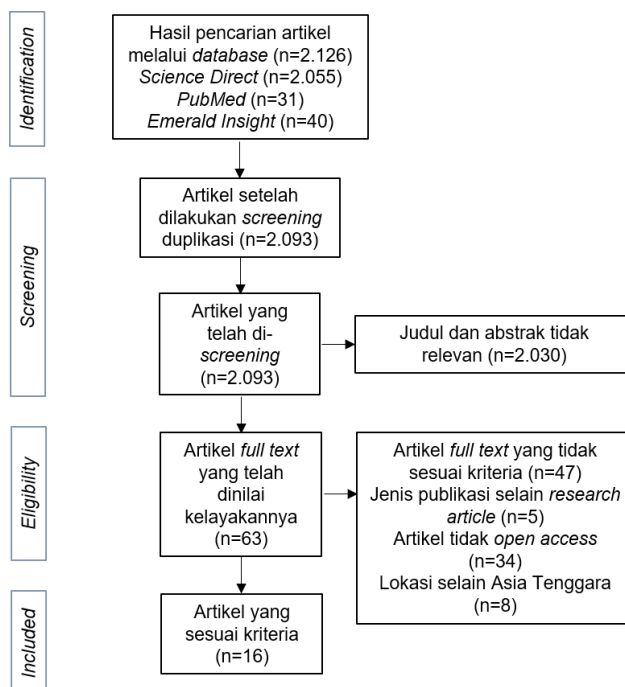 Identification
Hasil pencarian artikel
melalui database (n=2.126)
Science Direct (n=2.055)
PubMed (n=31)
Emerald Insight (n=40)
Screening
Artikel setelah
dilakukan screening
duplikasi (n=2.093)
Artikel yang
telah di-
screening
(n=2.093)
Judul dan abstrak tidak
relevan (n=2.030)
Eligibility
Artikel full text
yang telah
dinilai
kelayakannya
(n=63)
Artikel full text yang tidak
sesuai kriteria (n=47)
Jenis publikasi selain research
article (n=5)
Artikel tidak open access
(n=34)
Lokasi selain Asia Tenggara
(n=8)
Included
Artikel yang
sesuai kriteria
(n=16)